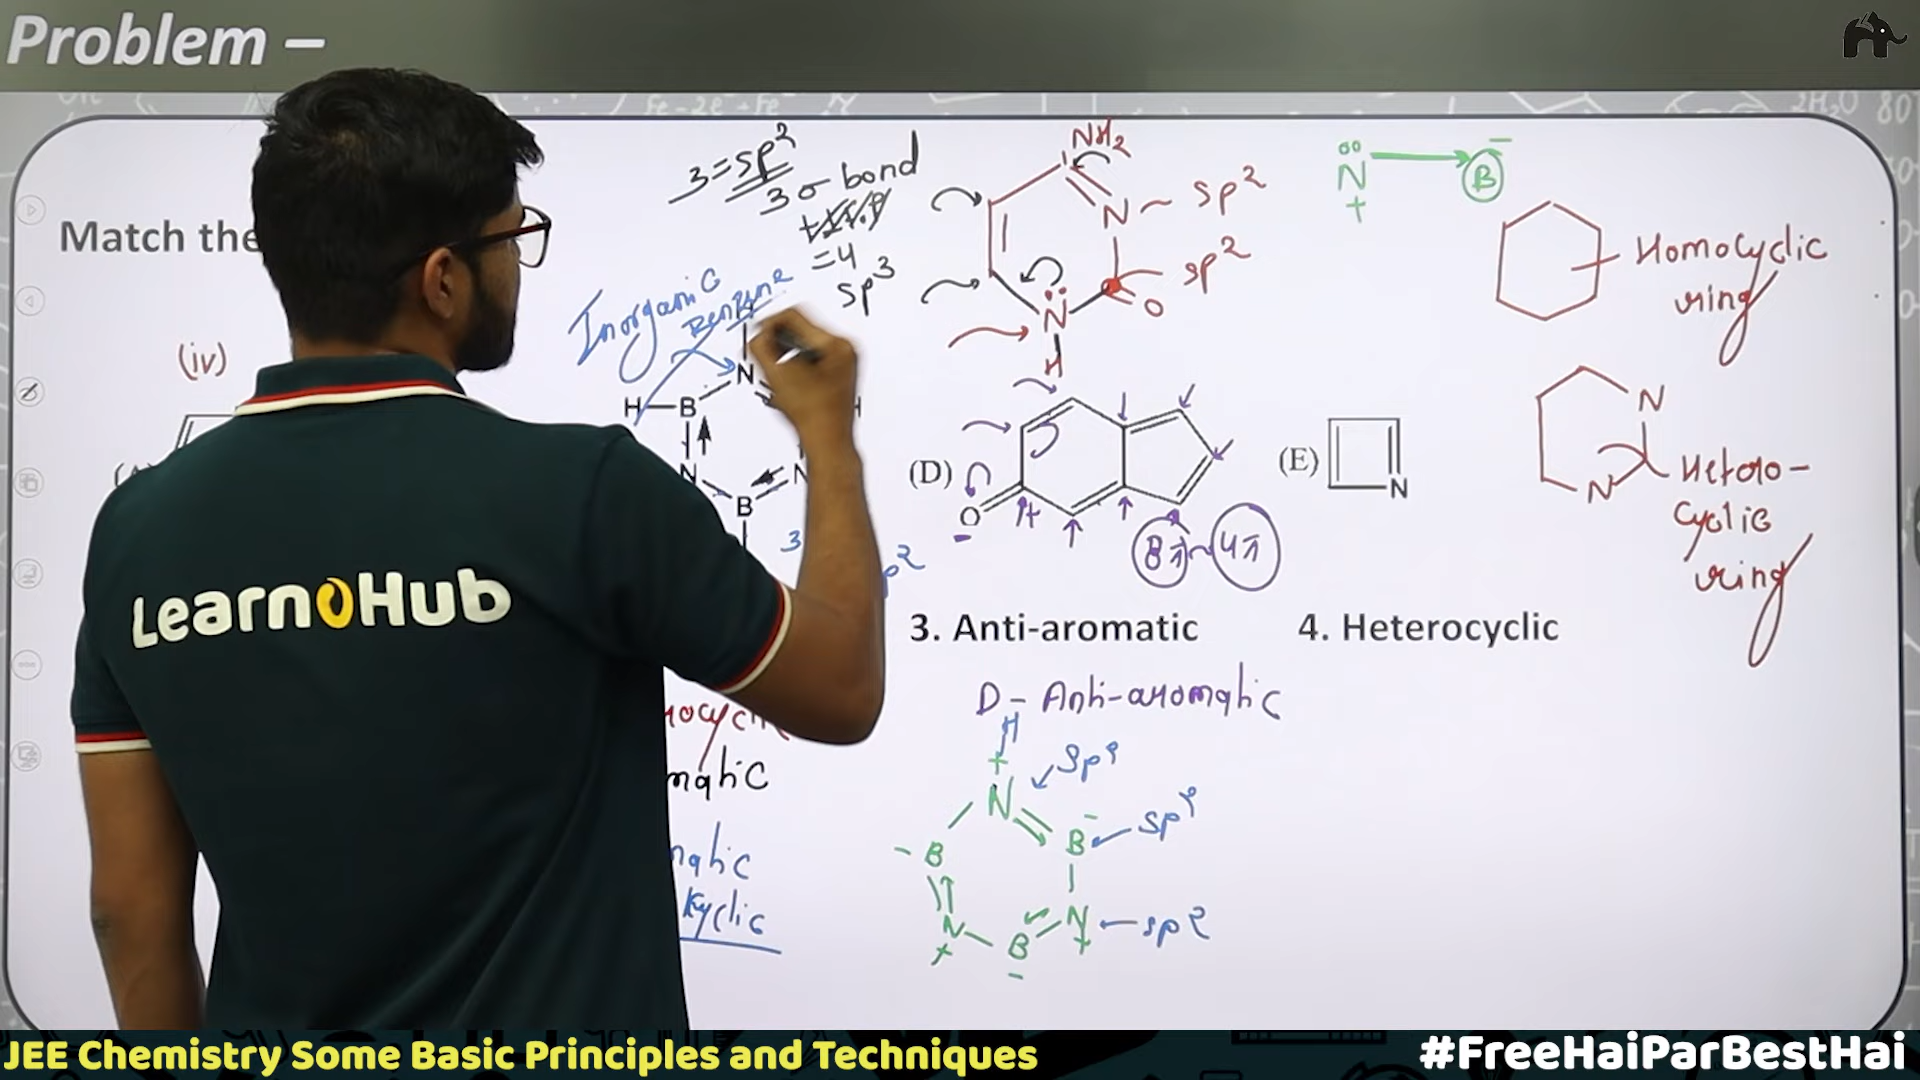 Problem –
Match the
(iv)
3 = sp²
3 σ bond
= 4
sp³
Inorganic
Benzene
H B N
B
N
3
NH₂
N sp²
sp²
O
N
H
N → B⁻
+
Homocyclic
ring
N
N
Hetero-
cyclic
ring
(D)
O
+
-
8π 4π
(E)
N
3. Anti-aromatic
4. Heterocyclic
D - Anti-aromatic
H
+
N
sp²
B⁻
sp²
- B
N
+
B
-
N
+
sp²
LearnoHub
JEE Chemistry Some Basic Principles and Techniques
#FreeHaiParBestHai